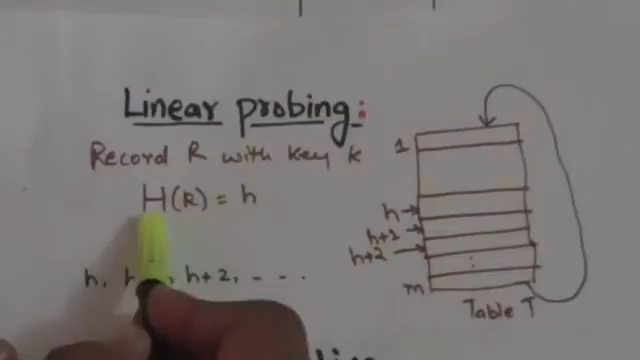 Linear probing:
Record R with key k
H(R) = h
h, h+2, - - -
1
h
h+1
h+2
m
Table T